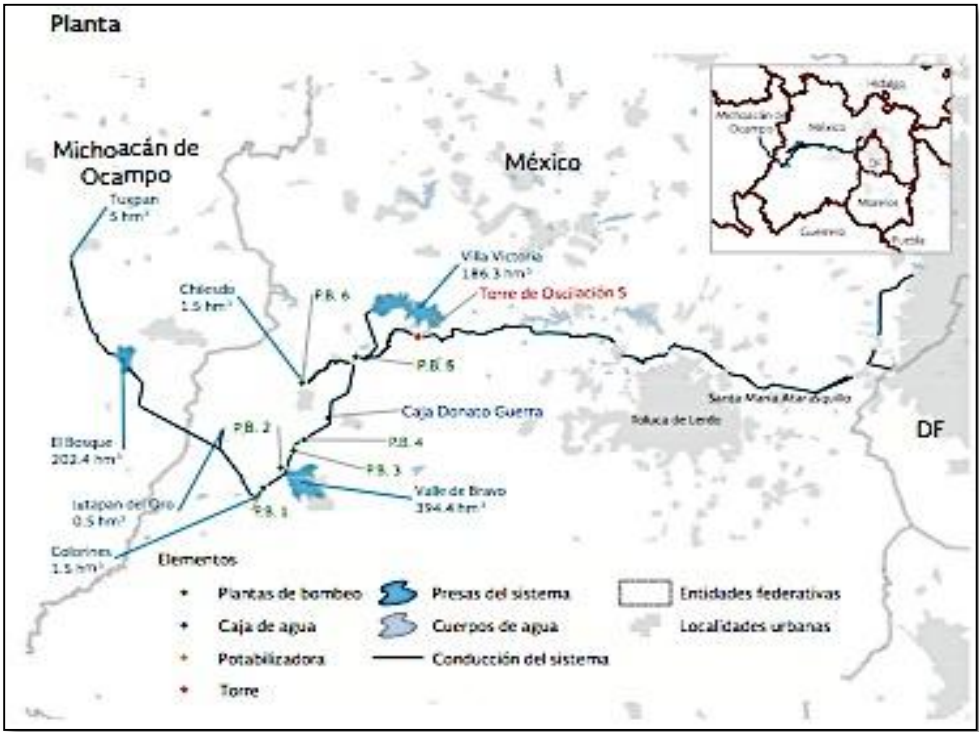 Planta
Michoacán de
Ocampo
México
Tuxpan
5 hm³
Chilesdo
1.5 hm³
P.B. 6
Villa Victoria
186.3 hm³
Torre de Oscilación 5
P.B. 5
Caja Donato Guerra
P.B. 2
P.B. 4
P.B. 3
P.B. 1
El Bosque
202.4 hm³
Ixtapan del Oro
0.5 hm³
Colorines
1.5 hm³
Valle de Bravo
394.4 hm³
Santa María Atarasquillo
Toluca de Lerdo
DF
Hidalgo
Michoacán de
Ocampo
México
DF
Morelos
Guerrero
Puebla
Elementos
Plantas de bombeo
Presas del sistema
Entidades federativas
Caja de agua
Cuerpos de agua
Localidades urbanas
Potabilizadora
Conducción del sistema
Torre